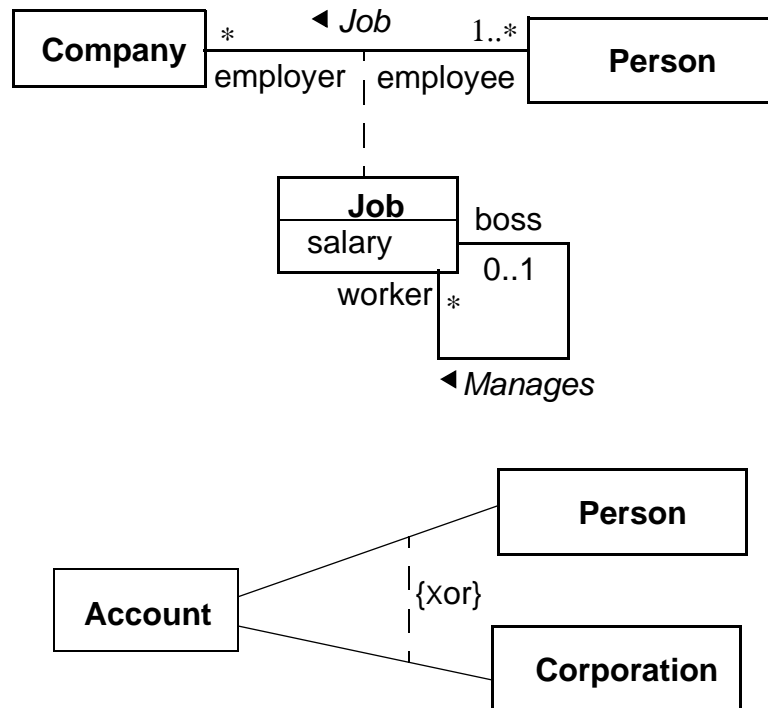 * ◄ Job 1..*
Company Person
employer employee
Job
salary
boss
0..1
worker *
◄ Manages
Person
{xor}
Account
Corporation